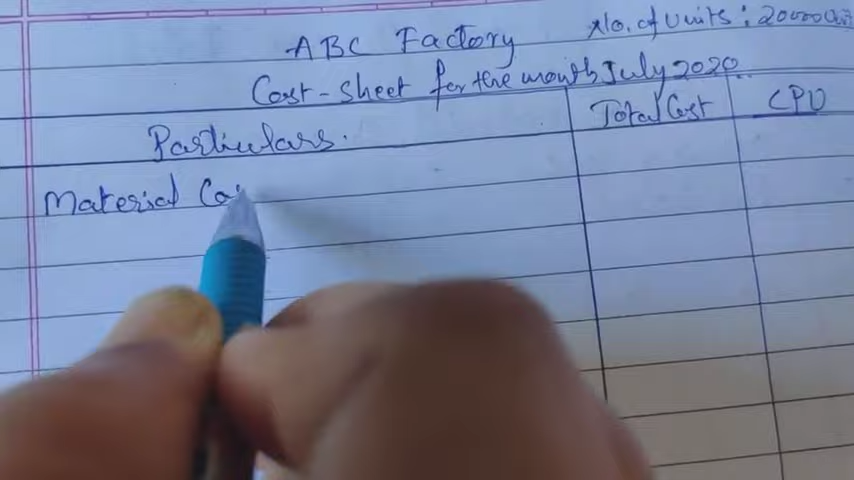 No. of Units: 20000
ABC Factory
Cost-sheet for the month July 2020.
Particulars. Total Cost CPU
Material Co